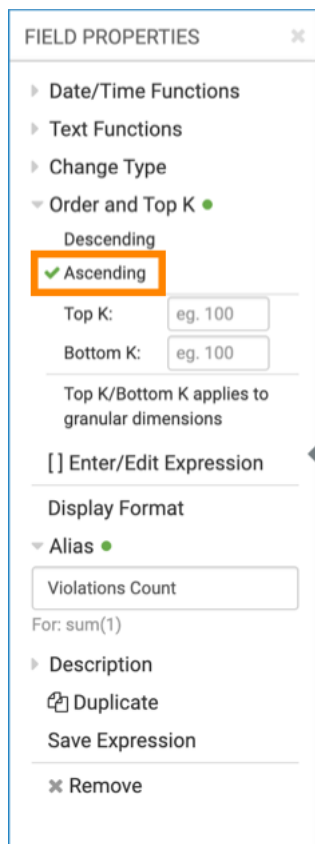 FIELD PROPERTIES
Date/Time Functions
Text Functions
Change Type
Order and Top K
Descending
Ascending
Top K: eg. 100
Bottom K: eg. 100
Top K/Bottom K applies to
granular dimensions
[ ] Enter/Edit Expression
Display Format
Alias
Violations Count
For: sum(1)
Description
Duplicate
Save Expression
Remove